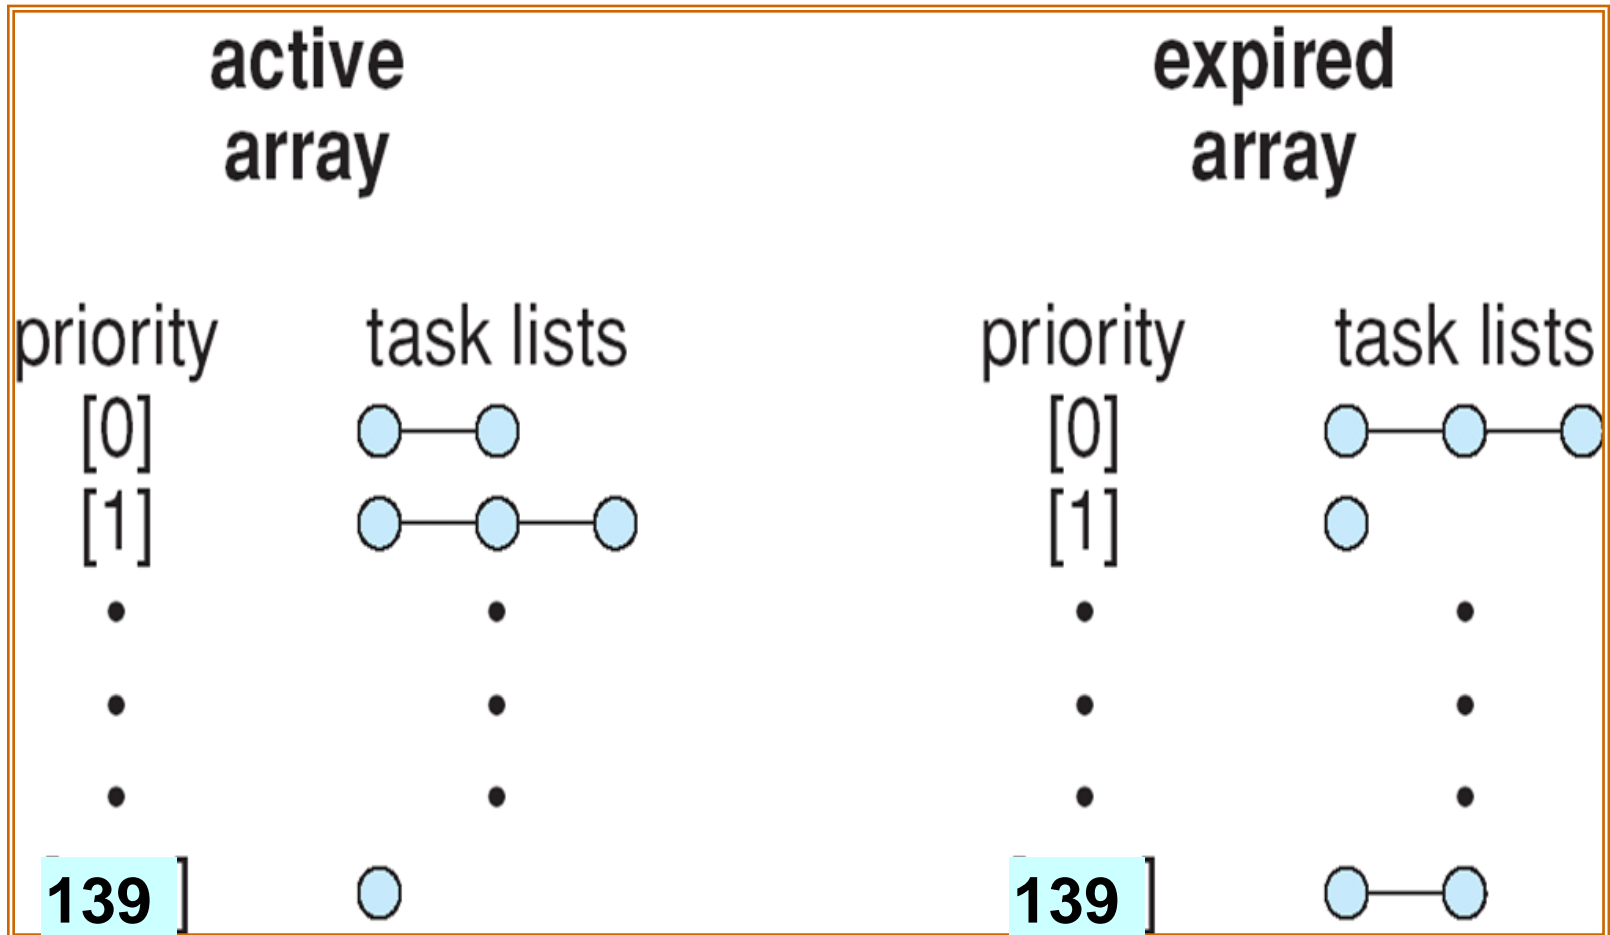 active
array
expired
array
priority task lists
[0]
[1]
139 ]
priority task lists
[0]
[1]
139 ]